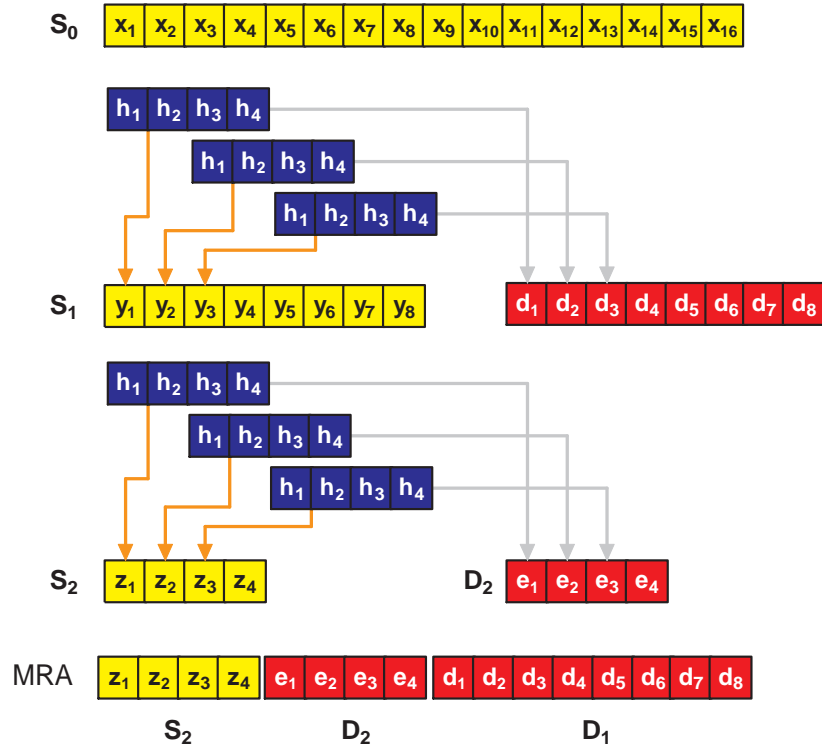 S₀ x₁ x₂ x₃ x₄ x₅ x₆ x₇ x₈ x₉ x₁₀ x₁₁ x₁₂ x₁₃ x₁₄ x₁₅ x₁₆
h₁ h₂ h₃ h₄
h₁ h₂ h₃ h₄
h₁ h₂ h₃ h₄
S₁ y₁ y₂ y₃ y₄ y₅ y₆ y₇ y₈ d₁ d₂ d₃ d₄ d₅ d₆ d₇ d₈
h₁ h₂ h₃ h₄
h₁ h₂ h₃ h₄
h₁ h₂ h₃ h₄
S₂ z₁ z₂ z₃ z₄ D₂ e₁ e₂ e₃ e₄
MRA z₁ z₂ z₃ z₄ e₁ e₂ e₃ e₄ d₁ d₂ d₃ d₄ d₅ d₆ d₇ d₈
S₂ D₂ D₁